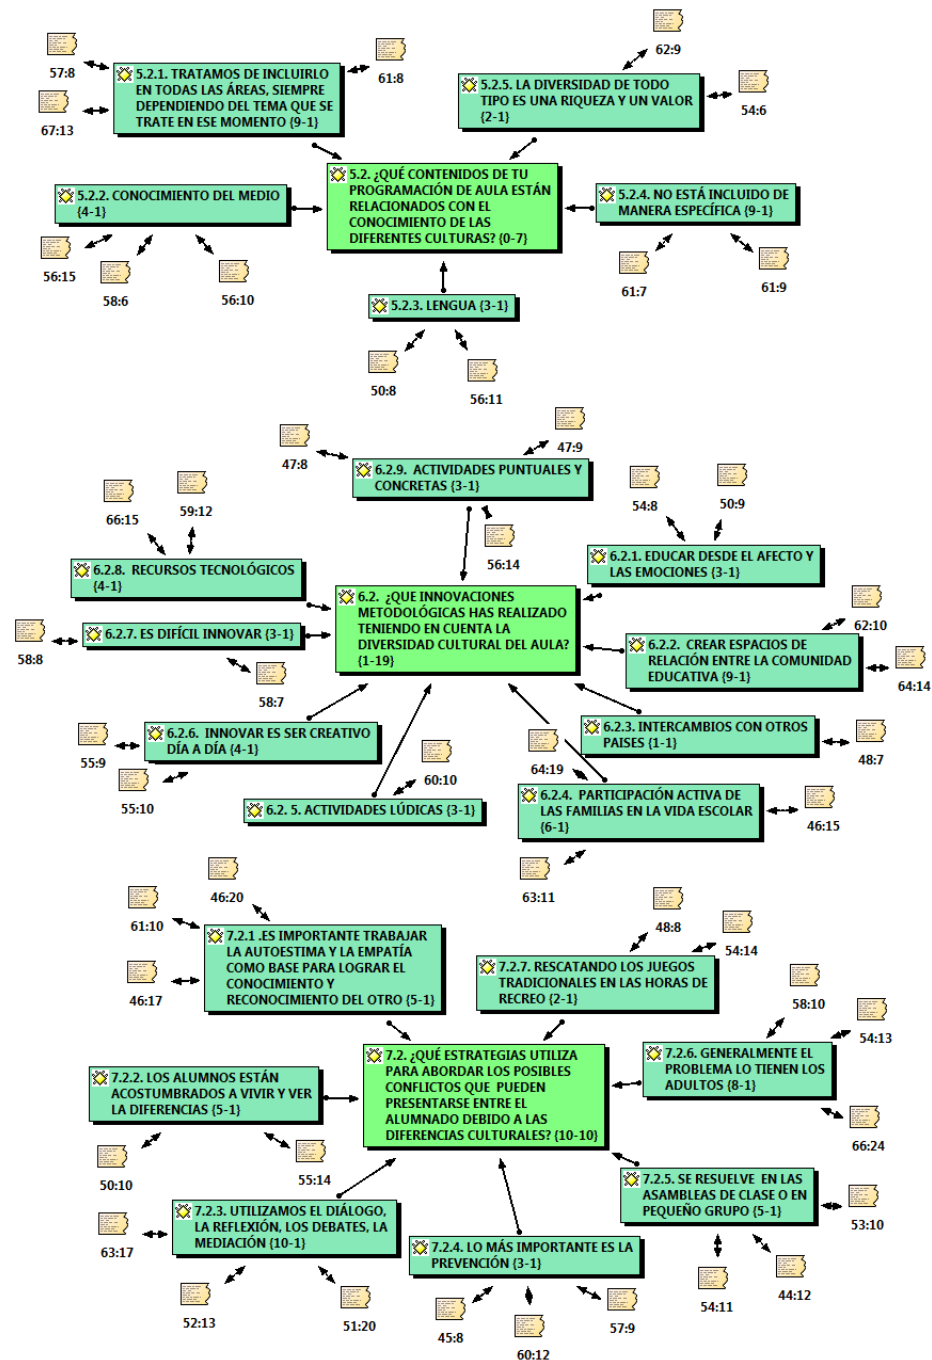 62:9
57:8
61:8
5.2.1. TRATAMOS DE INCLUIRLO
EN TODAS LAS ÁREAS, SIEMPRE
DEPENDIENDO DEL TEMA QUE SE
TRATE EN ESE MOMENTO {9-1}
5.2.5. LA DIVERSIDAD DE TODO
TIPO ES UNA RIQUEZA Y UN VALOR
{2-1}
54:6
67:13
5.2. ¿QUÉ CONTENIDOS DE TU
PROGRAMACIÓN DE AULA ESTÁN
RELACIONADOS CON EL
CONOCIMIENTO DE LAS
DIFERENTES CULTURAS? {0-7}
5.2.2. CONOCIMIENTO DEL MEDIO
{4-1}
5.2.4. NO ESTÁ INCLUIDO DE
MANERA ESPECÍFICA {9-1}
56:15
58:6
56:10
61:7
61:9
5.2.3. LENGUA {3-1}
50:8
56:11
47:8
47:9
6.2.9. ACTIVIDADES PUNTUALES Y
CONCRETAS {3-1}
66:15
59:12
54:8
50:9
56:14
6.2.8. RECURSOS TECNOLÓGICOS
{4-1}
6.2.1. EDUCAR DESDE EL AFECTO Y
LAS EMOCIONES {3-1}
6.2. ¿QUE INNOVACIONES
METODOLÓGICAS HAS REALIZADO
TENIENDO EN CUENTA LA
DIVERSIDAD CULTURAL DEL AULA?
{1-19}
62:10
6.2.7. ES DIFÍCIL INNOVAR {3-1}
58:8
58:7
6.2.2. CREAR ESPACIOS DE
RELACIÓN ENTRE LA COMUNIDAD
EDUCATIVA {9-1}
64:14
6.2.6. INNOVAR ES SER CREATIVO
DÍA A DÍA {4-1}
55:9
55:10
6.2.3. INTERCAMBIOS CON OTROS
PAISES {1-1}
48:7
60:10
64:19
6.2. 5. ACTIVIDADES LÚDICAS {3-1}
6.2.4. PARTICIPACIÓN ACTIVA DE
LAS FAMILIAS EN LA VIDA ESCOLAR
{6-1}
46:15
63:11
46:20
61:10
48:8
54:14
7.2.1 .ES IMPORTANTE TRABAJAR
LA AUTOESTIMA Y LA EMPATÍA
COMO BASE PARA LOGRAR EL
CONOCIMIENTO Y
RECONOCIMIENTO DEL OTRO {5-1}
46:17
7.2.7. RESCATANDO LOS JUEGOS
TRADICIONALES EN LAS HORAS DE
RECREO {2-1}
58:10
54:13
7.2. ¿QUÉ ESTRATEGIAS UTILIZA
PARA ABORDAR LOS POSIBLES
CONFLICTOS QUE PUEDEN
PRESENTARSE ENTRE EL
ALUMNADO DEBIDO A LAS
DIFERENCIAS CULTURALES? {10-10}
7.2.6. GENERALMENTE EL
PROBLEMA LO TIENEN LOS
ADULTOS {8-1}
7.2.2. LOS ALUMNOS ESTÁN
ACOSTUMBRADOS A VIVIR Y VER
LA DIFERENCIAS {5-1}
66:24
50:10
55:14
7.2.5. SE RESUELVE EN LAS
ASAMBLEAS DE CLASE O EN
PEQUEÑO GRUPO {5-1}
53:10
7.2.3. UTILIZAMOS EL DIÁLOGO,
LA REFLEXIÓN, LOS DEBATES, LA
MEDIACIÓN {10-1}
63:17
7.2.4. LO MÁS IMPORTANTE ES LA
PREVENCIÓN {3-1}
54:11
44:12
52:13
51:20
45:8
60:12
57:9